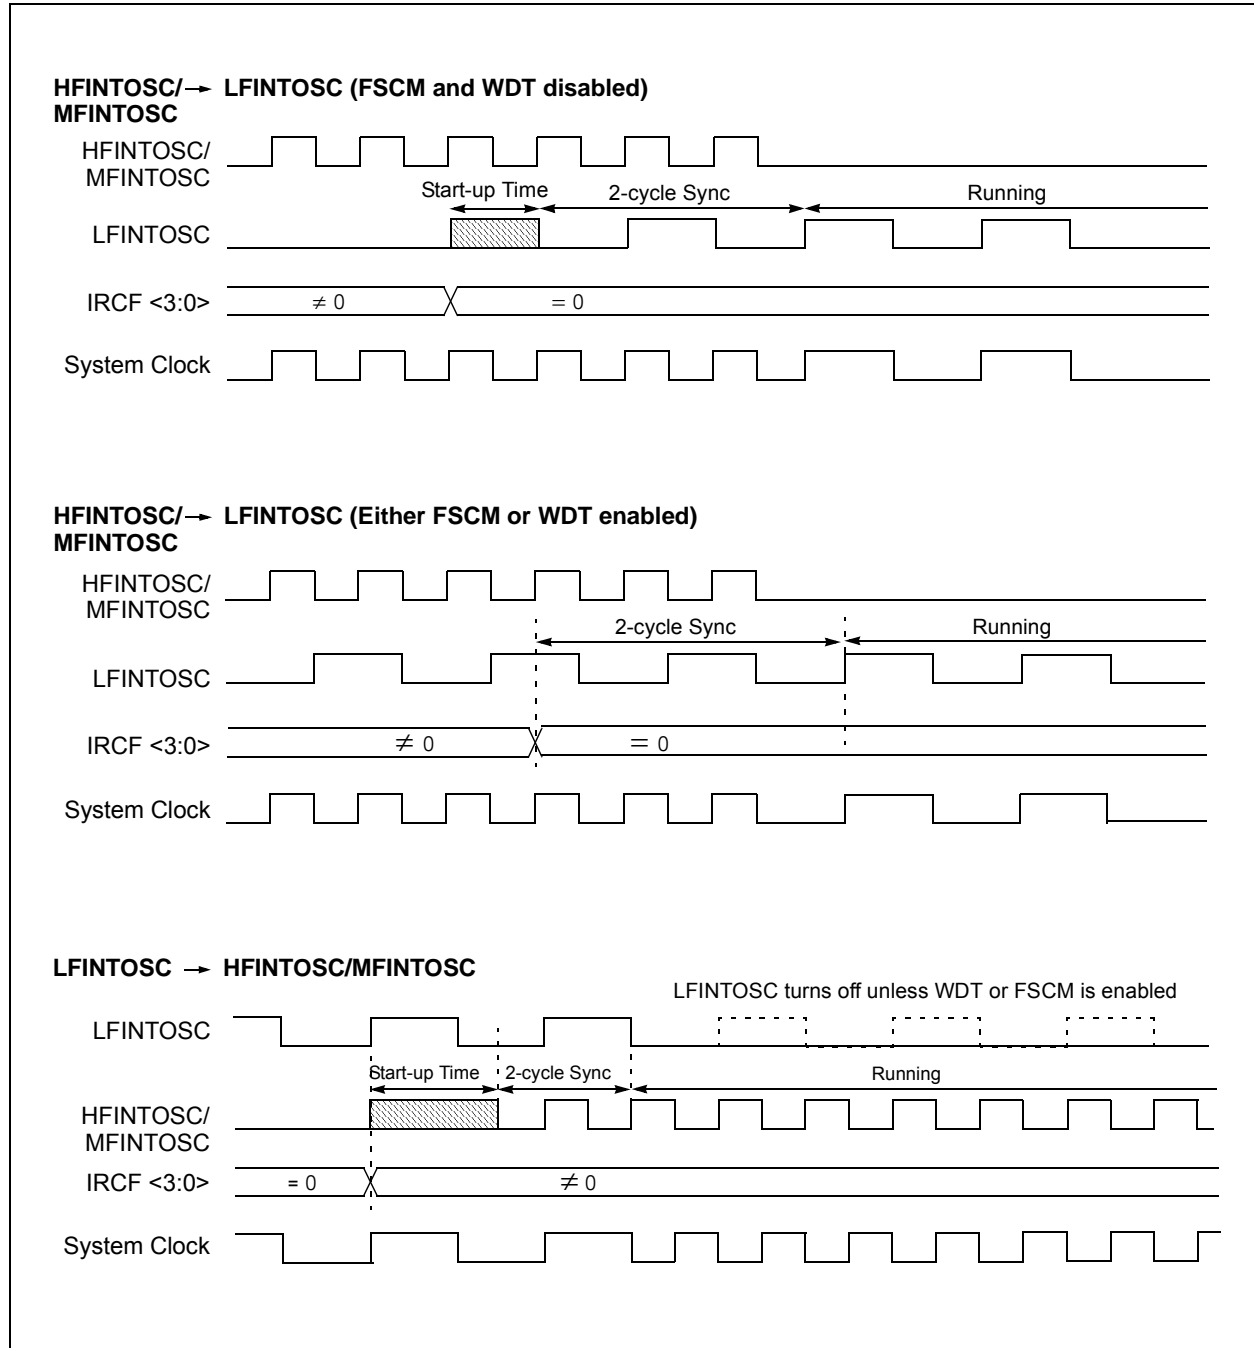 HFINTOSC/→ LFINTOSC (FSCM and WDT disabled)
MFINTOSC
HFINTOSC/
MFINTOSC
Start-up Time 2-cycle Sync Running
LFINTOSC
IRCF <3:0> ≠ 0 = 0
System Clock
HFINTOSC/→ LFINTOSC (Either FSCM or WDT enabled)
MFINTOSC
HFINTOSC/
MFINTOSC
2-cycle Sync Running
LFINTOSC
IRCF <3:0> ≠ 0 = 0
System Clock
LFINTOSC → HFINTOSC/MFINTOSC
LFINTOSC turns off unless WDT or FSCM is enabled
LFINTOSC
Start-up Time 2-cycle Sync Running
HFINTOSC/
MFINTOSC
IRCF <3:0> = 0 ≠ 0
System Clock